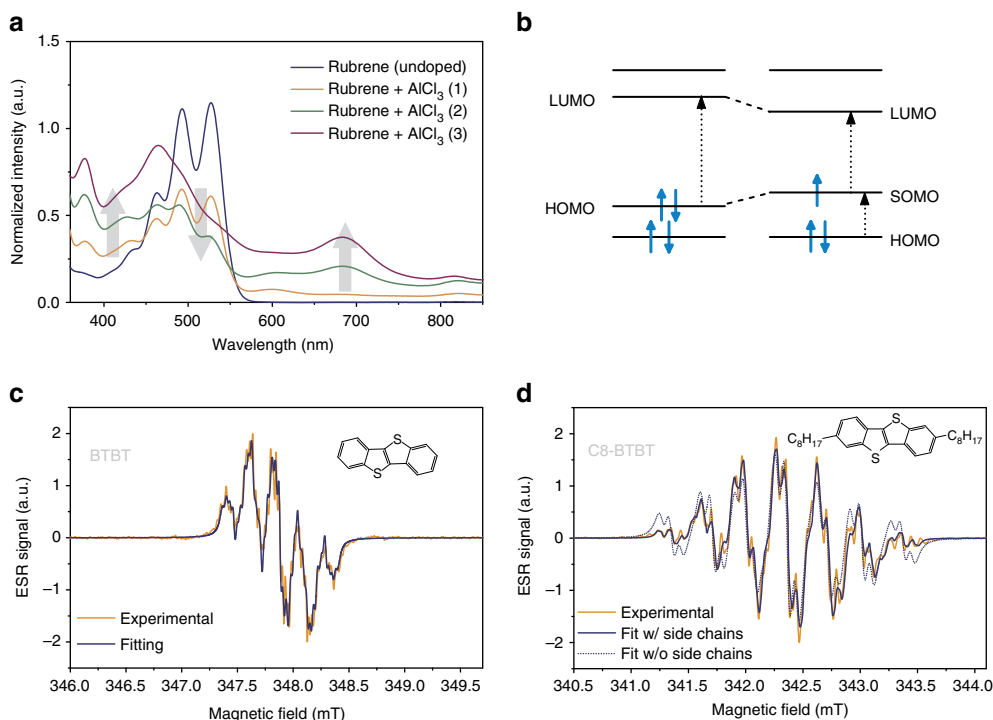 a
1.5
1.0
0.5
0.0
Normalized intensity (a.u.)
Rubrene (undoped)
Rubrene + AlCl₃ (1)
Rubrene + AlCl₃ (2)
Rubrene + AlCl₃ (3)
400 500 600 700 800
Wavelength (nm)
b
LUMO
HOMO
LUMO
SOMO
HOMO
c
BTBT
S
S
2
1
0
−1
−2
ESR signal (a.u.)
Experimental
Fitting
346.0 346.5 347.0 347.5 348.0 348.5 349.0 349.5
Magnetic field (mT)
d
C8-BTBT
C₈H₁₇
S
S
C₈H₁₇
2
1
0
−1
−2
ESR signal (a.u.)
Experimental
Fit w/ side chains
Fit w/o side chains
340.5 341.0 341.5 342.0 342.5 343.0 343.5 344.0
Magnetic field (mT)